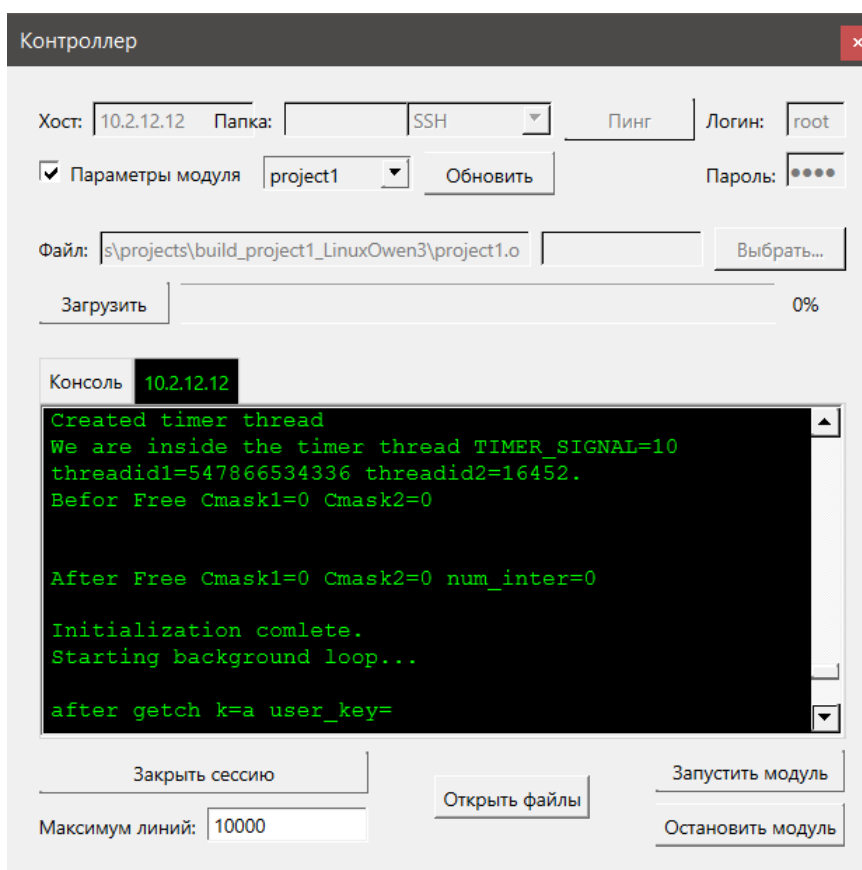 Контроллер
Хост: 10.2.12.12 Папка: SSH Пинг Логин: root
Параметры модуля project1 Обновить Пароль: ●●●●
Файл: s\projects\build_project1_LinuxOwen3\project1.o Выбрать...
Загрузить 0%
Консоль 10.2.12.12
Created timer thread
We are inside the timer thread TIMER_SIGNAL=10
threadid1=547866534336 threadid2=16452.
Befor Free Cmask1=0 Cmask2=0
After Free Cmask1=0 Cmask2=0 num_inter=0
Initialization comlete.
Starting background loop...
after getch k=a user_key=
Закрыть сессию Открыть файлы Запустить модуль
Максимум линий: 10000 Остановить модуль